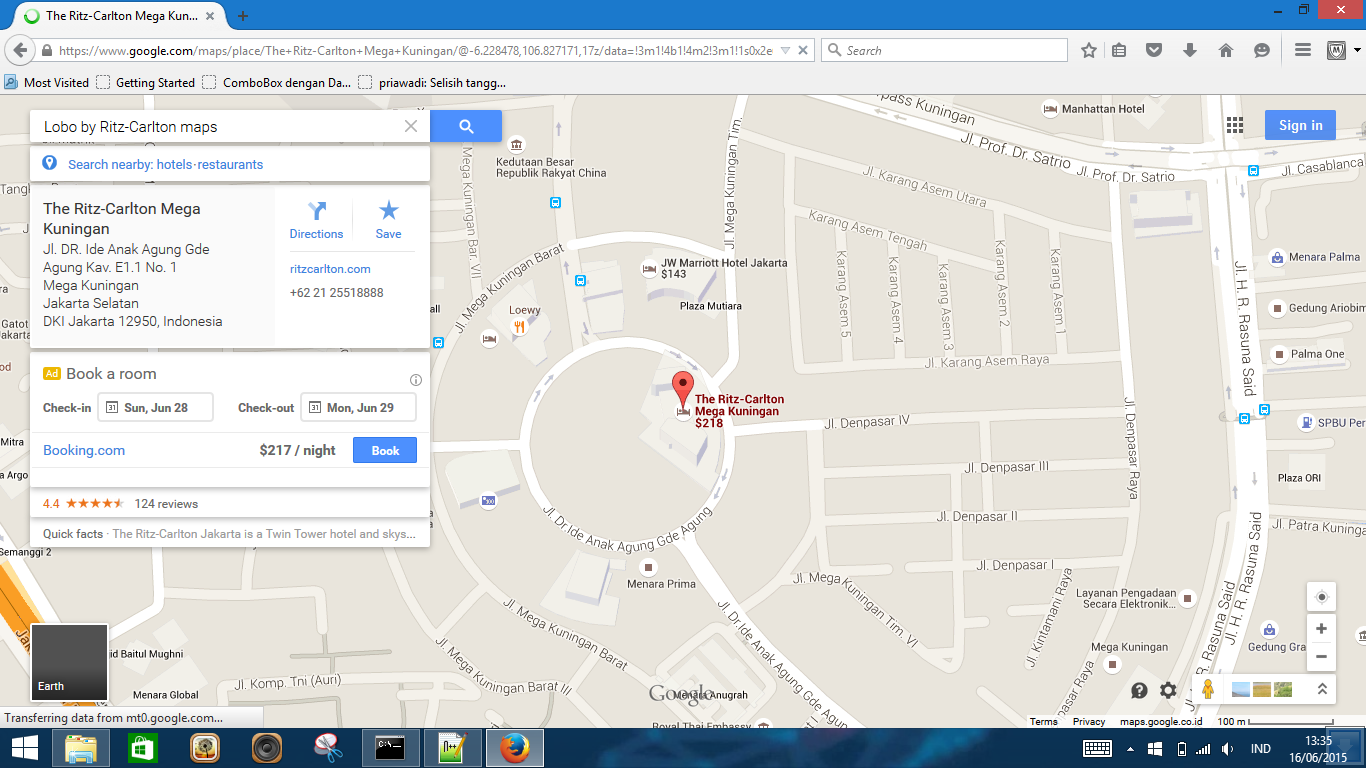 The Ritz-Carlton Mega Kun...
https://www.google.com/maps/place/The+Ritz-Carlton+Mega+Kuningan/@-6.228478,106.827171,17z/data=!3m1!4b1!4m2!3m1!1s0x2e
Search
Most Visited
Getting Started
ComboBox dengan Da...
priawadi: Selisih tangg...
Lobo by Ritz-Carlton maps
Sign in
Search nearby: hotels·restaurants
The Ritz-Carlton Mega
Kuningan
Jl. DR. Ide Anak Agung Gde
Agung Kav. E1.1 No. 1
Mega Kuningan
Jakarta Selatan
DKI Jakarta 12950, Indonesia
Directions
Save
ritzcarlton.com
+62 21 25518888
Ad Book a room
Check-in
Sun, Jun 28
Check-out
Mon, Jun 29
Booking.com
$217 / night
Book
4.4
124 reviews
Quick facts · The Ritz-Carlton Jakarta is a Twin Tower hotel and skys...
Manhattan Hotel
Jl. Prof. Dr. Satrio
Jl. Prof. Dr. Satrio
Jl. Casablanca
Kedutaan Besar
Republik Rakyat China
Jl. Mega Kuningan Tim.
Jl. Mega Kuningan Bar. VII
Jl. Karang Asem Utara
Karang Asem Tengah
Karang Asem 5
Karang Asem 4
Karang Asem 3
Karang Asem 2
Karang Asem 1
Jl. Karang Asem Raya
Jl. Mega Kuningan Barat
JW Marriott Hotel Jakarta
$143
Plaza Mutiara
Loewy
Menara Palma
Gedung Ariobim
Palma One
Jl. H. R. Rasuna Said
The Ritz-Carlton
Mega Kuningan
$218
Jl. Denpasar IV
Jl. Denpasar III
Jl. Denpasar II
Jl. Denpasar I
Jl. Denpasar Raya
SPBU Per
Plaza ORI
Jl. Patra Kuningan
Jl. Dr.Ide Anak Agung Gde Agung
Menara Prima
Jl. Mega Kuningan Barat
Jl. Mega Kuningan Tim. VI
Jl. Dr.Ide Anak Agung Gde Agung
Layanan Pengadaan
Secara Elektronik...
Jl. Kintamani Raya
Jl. H. R. Rasuna Said
Jl. H. R. Rasuna Said
Mega Kuningan
Gedung Gra
Semanggi 2
Mitra
Jl. Komp. Tni (Auri)
Jl. Mega Kuningan Barat III
Menara Global
Menara Anugrah
Royal Thai Embassy
Google
Earth
Terms
Privacy
maps.google.co.id
100 m
Transferring data from mt0.google.com...
IND
13:35
16/06/2015